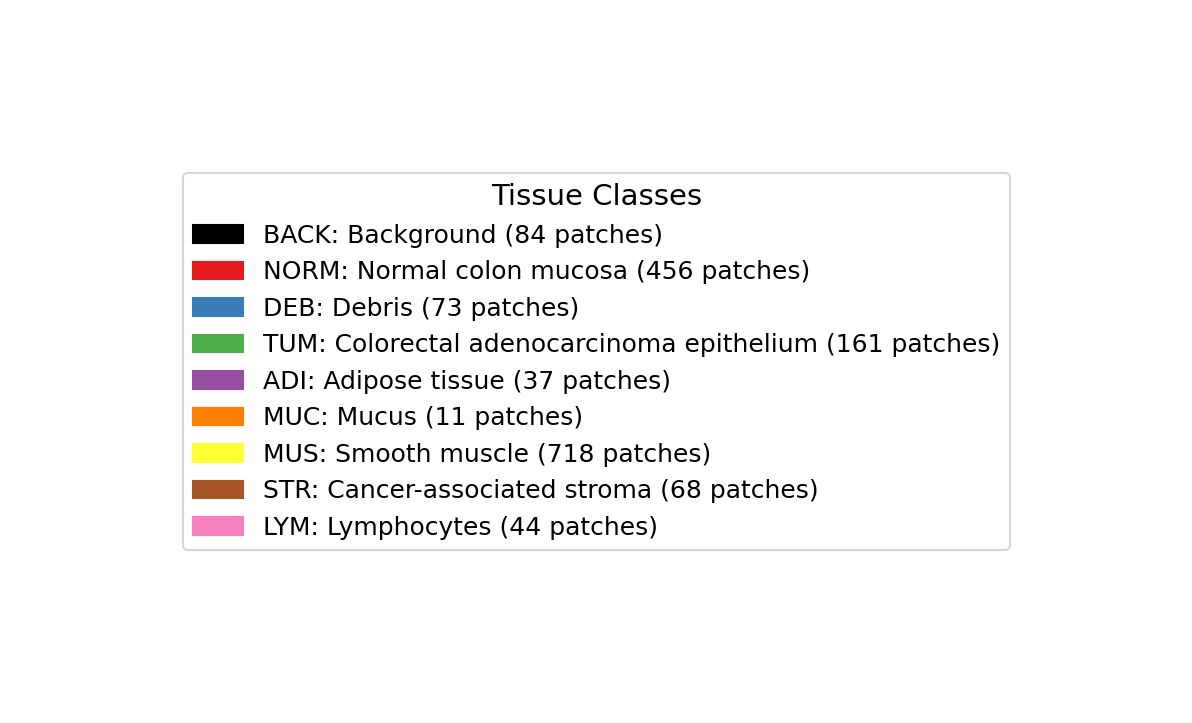 Tissue Classes
BACK: Background (84 patches)
NORM: Normal colon mucosa (456 patches)
DEB: Debris (73 patches)
TUM: Colorectal adenocarcinoma epithelium (161 patches)
ADI: Adipose tissue (37 patches)
MUC: Mucus (11 patches)
MUS: Smooth muscle (718 patches)
STR: Cancer-associated stroma (68 patches)
LYM: Lymphocytes (44 patches)